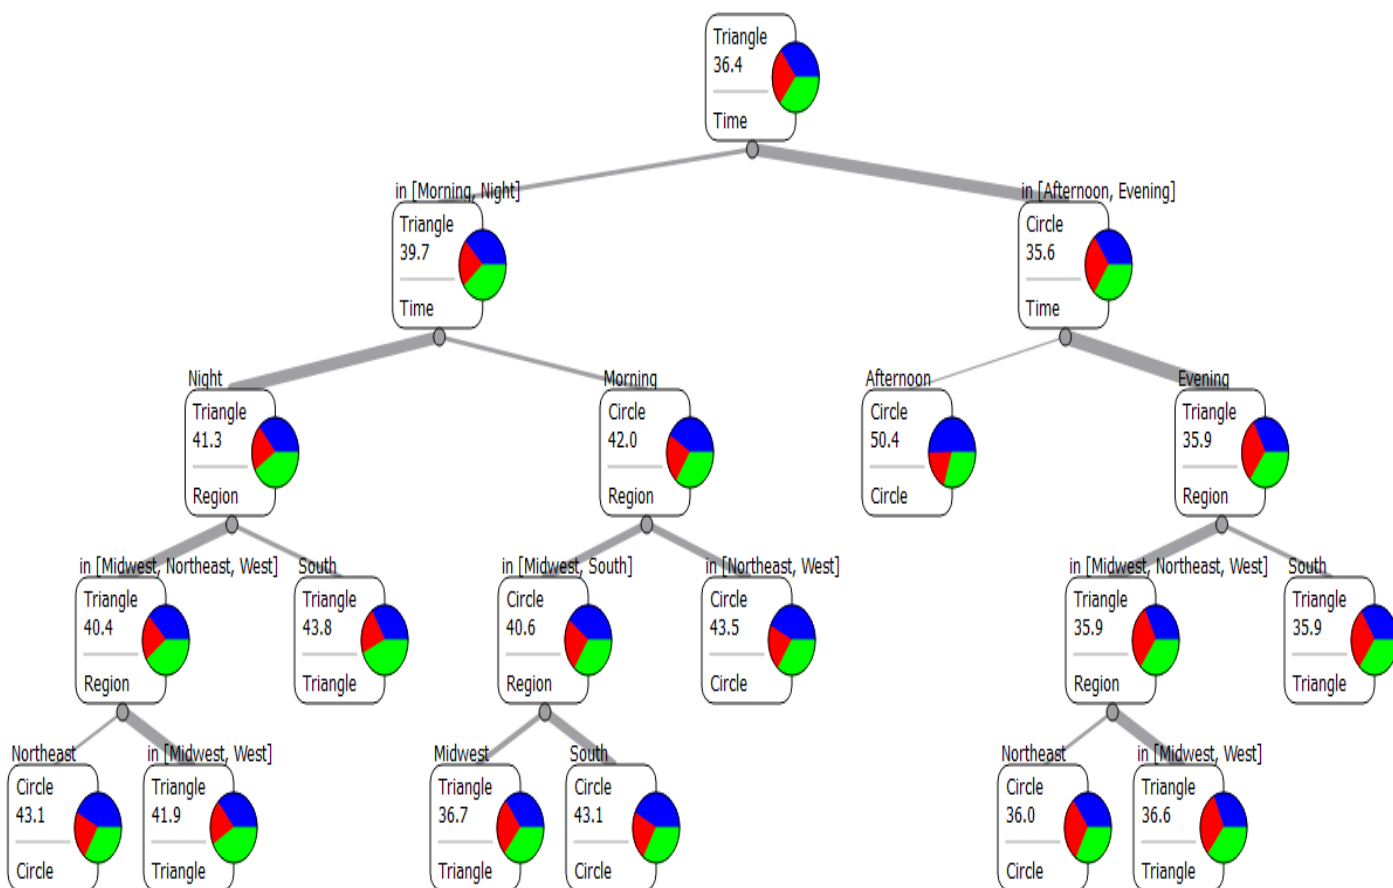 Triangle
36.4
Time
in [Morning, Night]
Triangle
39.7
Time
in [Afternoon, Evening]
Circle
35.6
Time
Night
Triangle
41.3
Region
Morning
Circle
42.0
Region
Afternoon
Circle
50.4
Circle
Evening
Triangle
35.9
Region
in [Midwest, Northeast, West]
Triangle
40.4
Region
South
Triangle
43.8
Triangle
in [Midwest, South]
Circle
40.6
Region
in [Northeast, West]
Circle
43.5
Circle
in [Midwest, Northeast, West]
Triangle
35.9
Region
South
Triangle
35.9
Triangle
Northeast
Circle
43.1
Circle
in [Midwest, West]
Triangle
41.9
Triangle
Midwest
Triangle
36.7
Triangle
South
Circle
43.1
Circle
Northeast
Circle
36.0
Circle
in [Midwest, West]
Triangle
36.6
Triangle